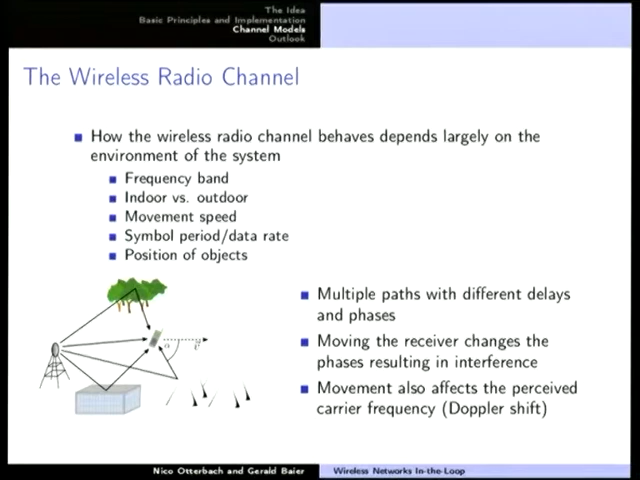 The Idea
Basic Principles and Implementation
Channel Models
Outlook
The Wireless Radio Channel
How the wireless radio channel behaves depends largely on the
environment of the system
Frequency band
Indoor vs. outdoor
Movement speed
Symbol period/data rate
Position of objects
Multiple paths with different delays
and phases
Moving the receiver changes the
phases resulting in interference
Movement also affects the perceived
carrier frequency (Doppler shift)
Nico Otterbach and Gerald Baier
Wireless Networks In-the-Loop